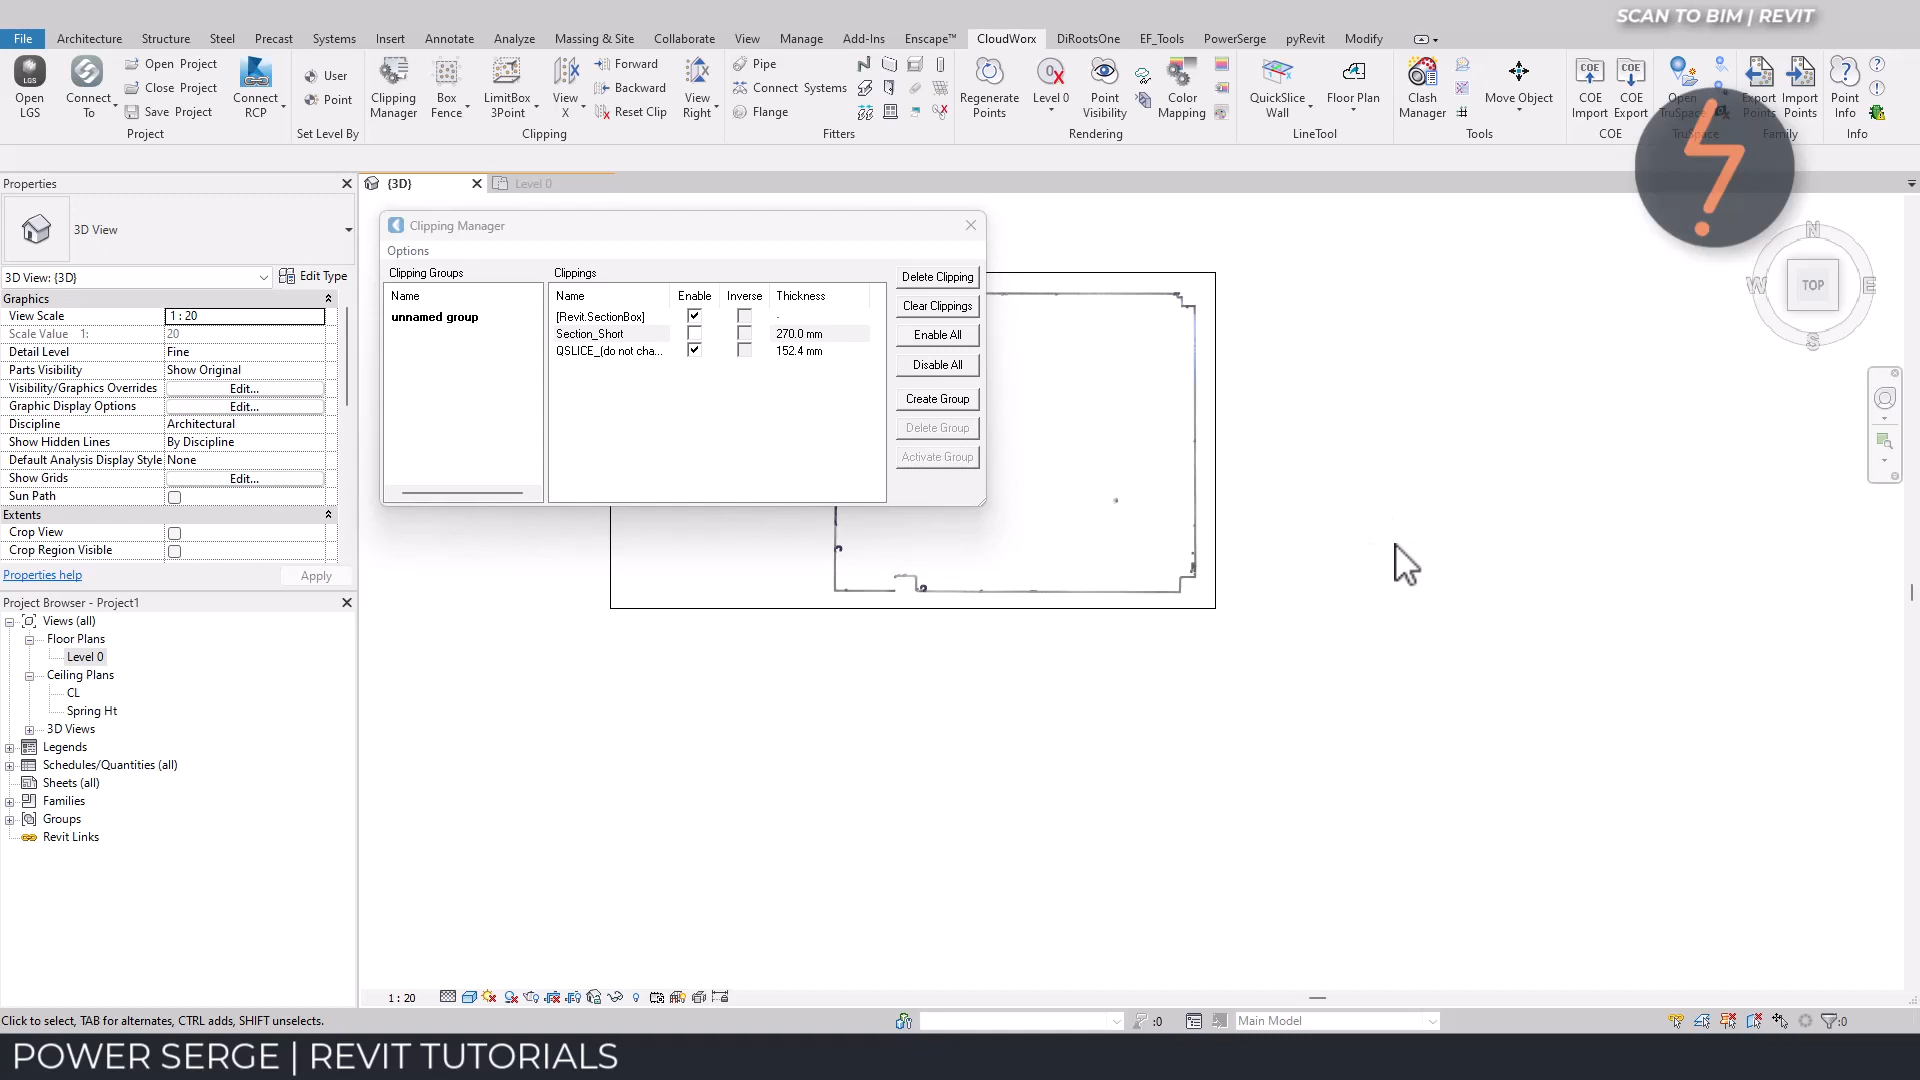 SCAN TO BIM | REVIT
File Architecture Structure Steel Precast Systems Insert Annotate Analyze Massing & Site Collaborate View Manage Add-Ins Enscape™ CloudWorx DiRootsOne EF_Tools PowerSerge pyRevit Modify
Open LGS
Connect To
Open Project
Close Project
Save Project
Connect RCP
Project
User
Point
Set Level By
Clipping Manager
Box Fence
LimitBox 3Point
View X
Forward
Backward
Reset Clip
View Right
Clipping
Pipe
Connect Systems
Flange
Fitters
Regenerate Points
Level 0
Point Visibility
Color Mapping
Rendering
QuickSlice Wall
Floor Plan
LineTool
Clash Manager
Move Object
Tools
COE Import
COE Export
COE
Open TruSpace
TruSpace
Export Points
Import Points
Family
Point Info
Info
Properties
3D View
3D View: {3D}
Edit Type
Graphics
View Scale 1 : 20
Scale Value 1: 20
Detail Level Fine
Parts Visibility Show Original
Visibility/Graphics Overrides Edit...
Graphic Display Options Edit...
Discipline Architectural
Show Hidden Lines By Discipline
Default Analysis Display Style None
Show Grids Edit...
Sun Path
Extents
Crop View
Crop Region Visible
Properties help
Apply
Project Browser - Project1
Views (all)
Floor Plans
Level 0
Ceiling Plans
CL
Spring Ht
3D Views
Legends
Schedules/Quantities (all)
Sheets (all)
Families
Groups
Revit Links
{3D}
Level 0
Clipping Manager
Options
Clipping Groups
Clippings
Name
unnamed group
Name Enable Inverse Thickness
[Revit.SectionBox] -
Section_Short 270.0 mm
QSLICE_(do not cha... 152.4 mm
Delete Clipping
Clear Clippings
Enable All
Disable All
Create Group
Delete Group
Activate Group
N
W
TOP
E
S
1 : 20
Click to select, TAB for alternates, CTRL adds, SHIFT unselects.
:0
Main Model
:0
POWER SERGE | REVIT TUTORIALS